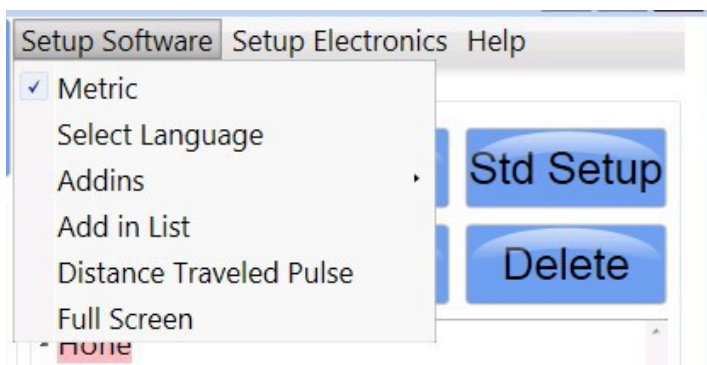 Setup Software Setup Electronics Help
Metric
Select Language
Addins
Add in List
Distance Traveled Pulse
Full Screen
Std Setup
Delete